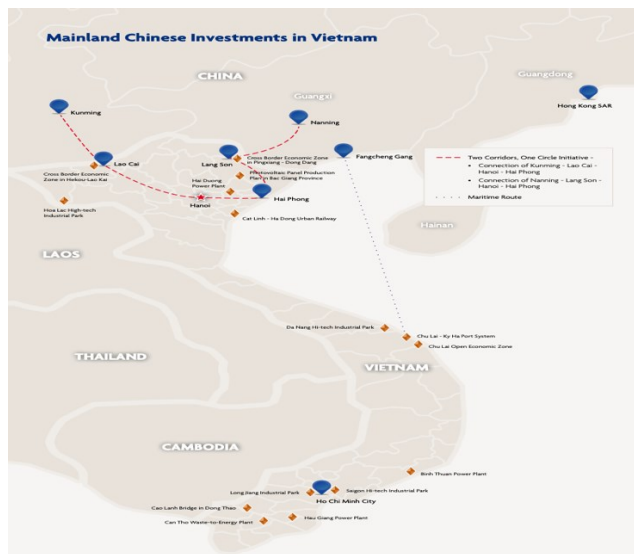 Mainland Chinese Investments in Vietnam
CHINA
Guangdong
Guangxi
Hong Kong SAR
Kunming
Nanning
Lao Cai
Lang Son
Fangcheng Gang
Cross Border Economic Zone
in Pingxiang - Dong Dang
Cross Border Economic
Zone in Hekou-Lao Kai
Photovoltaic Panel Production
Plant in Bac Giang Province
Hai Duong
Power Plant
Hai Phong
Hanoi
Hoa Lac High-tech
Industrial Park
Cat Linh - Ha Dong Urban Railway
Two Corridors, One Circle Initiative -
• Connection of Kunming - Lao Cai -
Hanoi - Hai Phong
• Connection of Nanning - Lang Son -
Hanoi - Hai Phong
Maritime Route
Hainan
LAOS
Da Nang Hi-tech Industrial Park
Chu Lai - Ky Ha Port System
Chu Lai Open Economic Zone
THAILAND
VIETNAM
CAMBODIA
Binh Thuan Power Plant
Long Jiang Industrial Park
Saigon Hi-tech Industrial Park
Ho Chi Minh City
Cao Lanh Bridge in Dong Thao
Hau Giang Power Plant
Can Tho Waste-to-Energy Plant